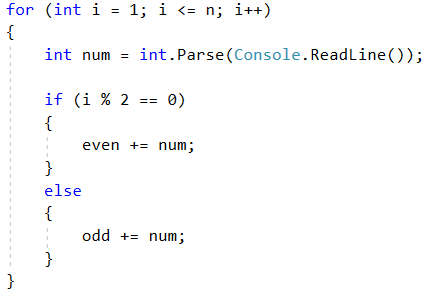 for (int i = 1; i <= n; i++)
{
    int num = int.Parse(Console.ReadLine());

    if (i % 2 == 0)
    {
        even += num;
    }
    else
    {
        odd += num;
    }
}